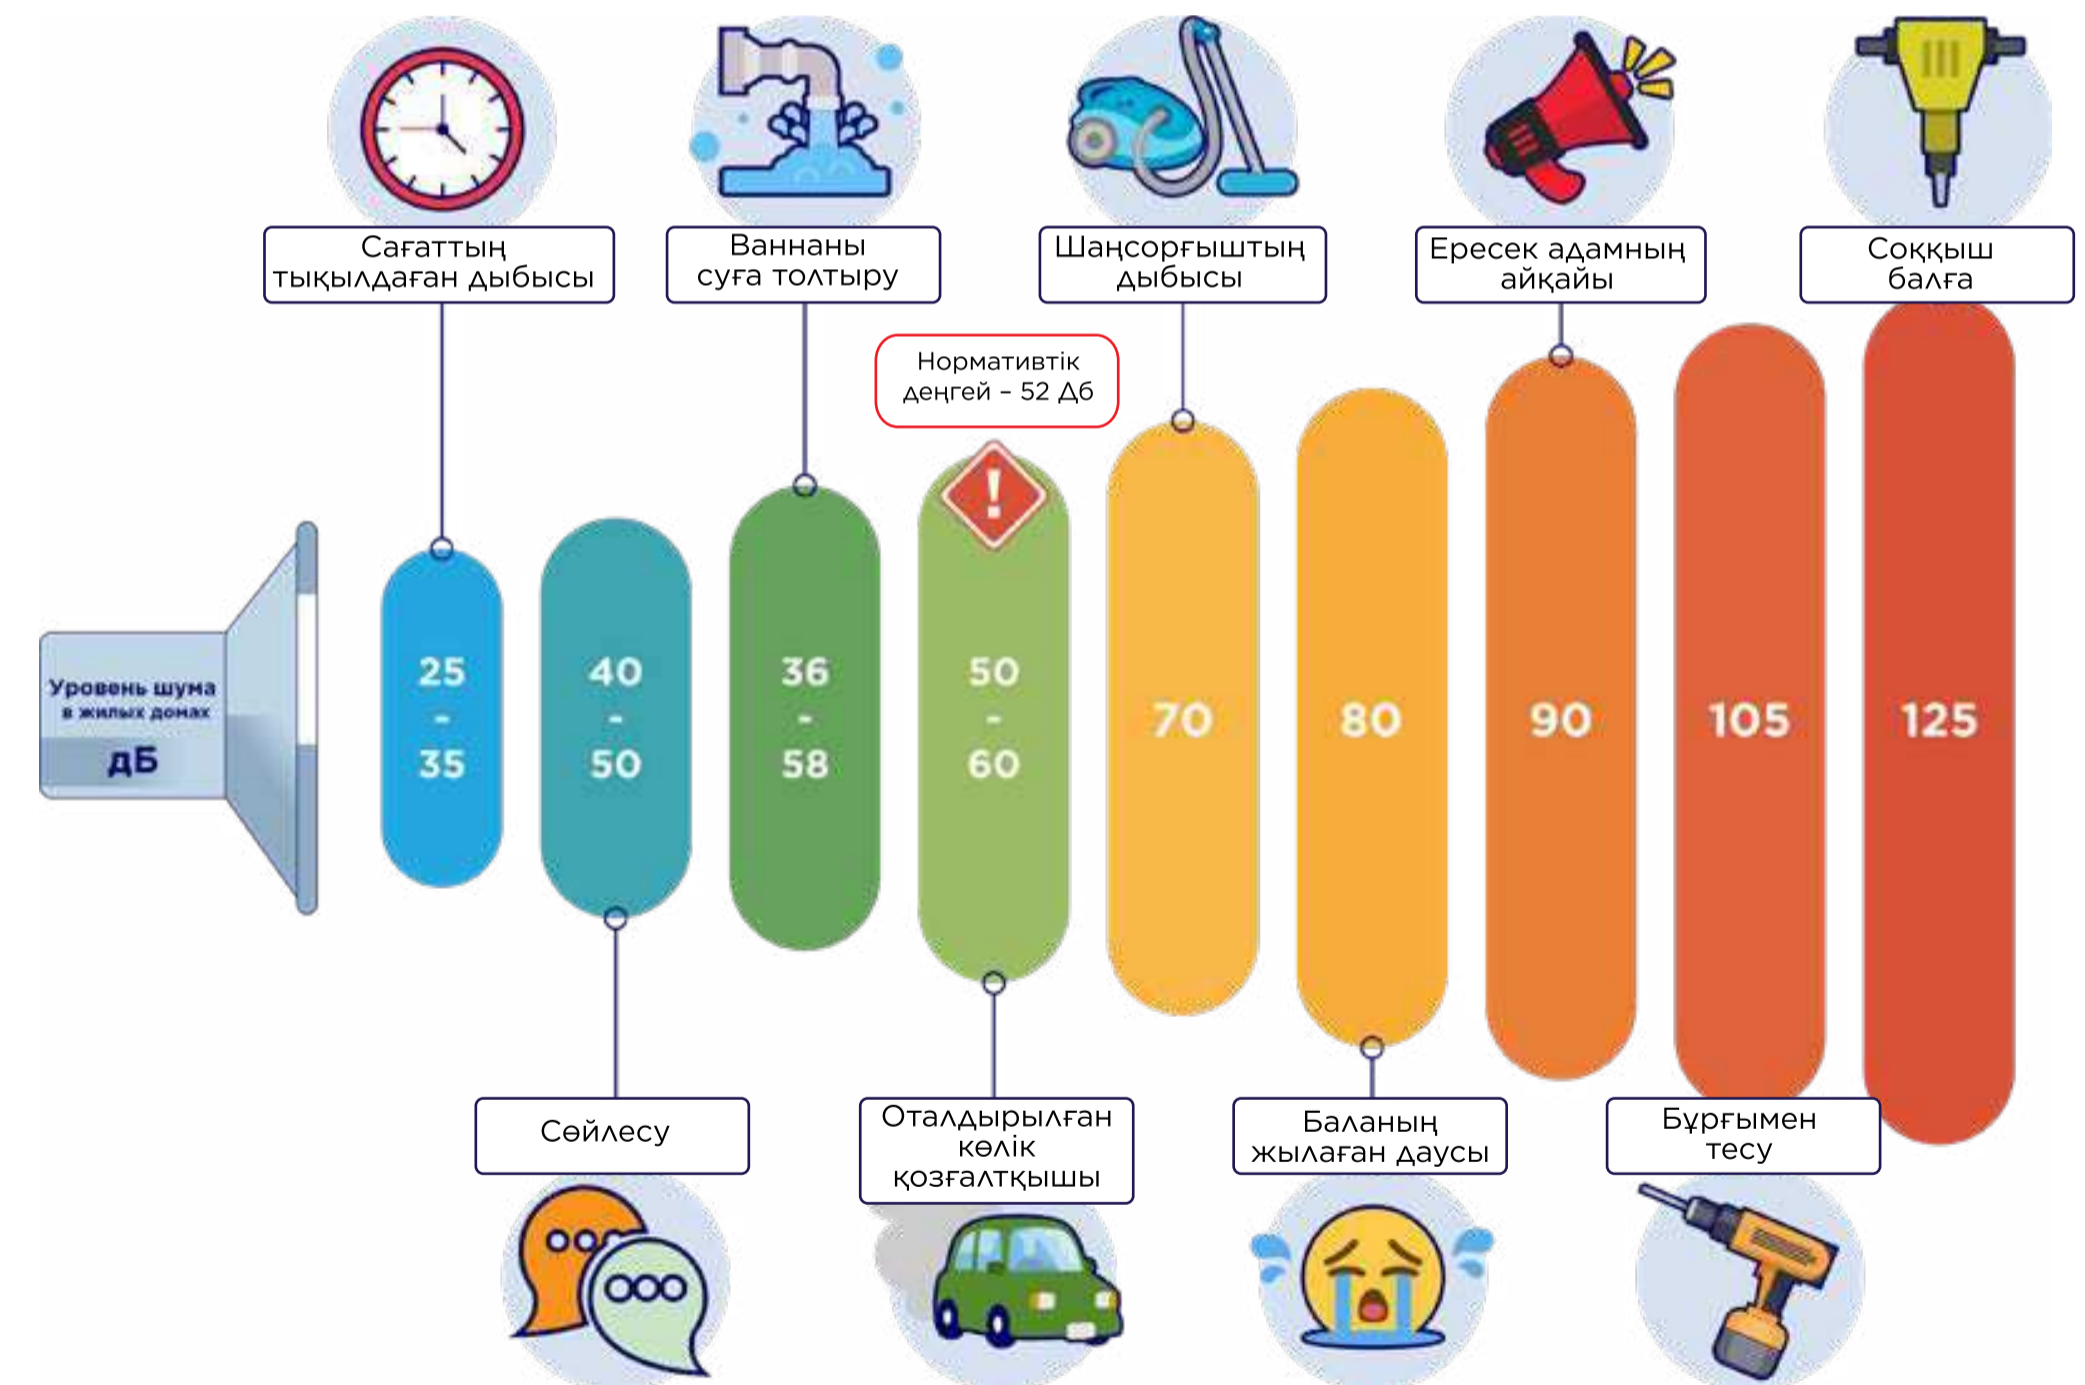 Сағаттың
тықылдаған дыбысы
Ваннаны
суға толтыру
Шаңсорғыштың
дыбысы
Ересек адамның
айқайы
Соққыш
балға
Нормативтік
деңгей – 52 Дб
!
Уровень шума
в жилых домах
дБ
25
-
35
40
-
50
36
-
58
50
-
60
70
80
90
105
125
Сөйлесу
Оталдырылған
көлік
қозғалтқышы
Баланың
жылаған даусы
Бұрғымен
тесу